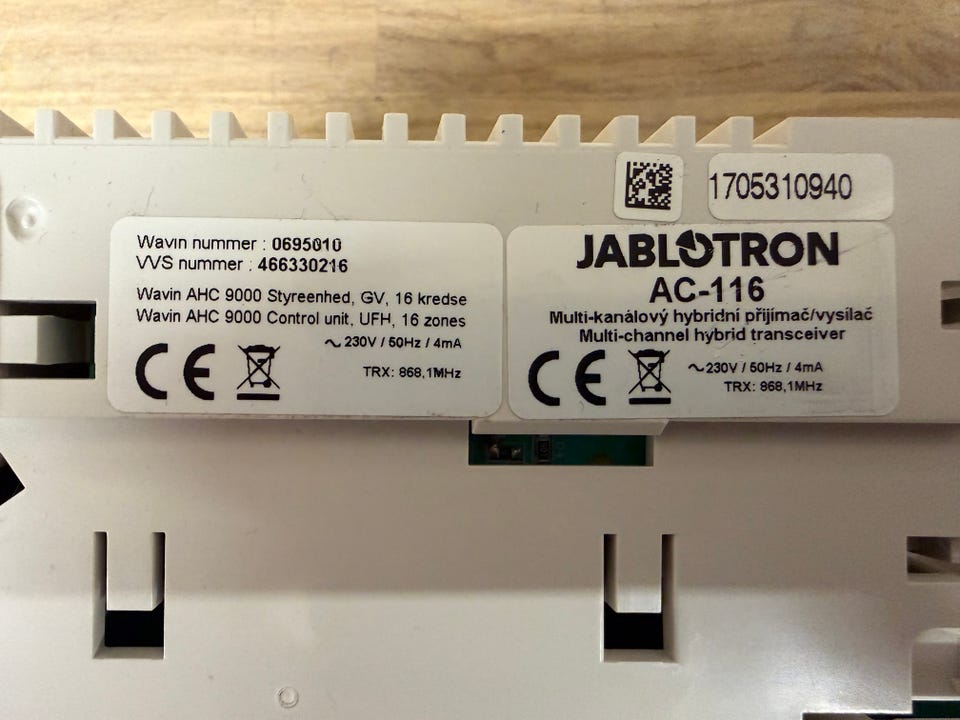 1705310940
Wavin nummer : 0695010
VVS nummer : 466330216
Wavin AHC 9000 Styreenhed, GV, 16 kredse
Wavin AHC 9000 Control unit, UFH, 16 zones
~ 230V / 50Hz / 4mA
CE
TRX: 868,1MHz
JABLOTRON
AC-116
Multi-kanálový hybridní přijímač/vysílač
Multi-channel hybrid transceiver
CE
~ 230V / 50Hz / 4mA
TRX: 868,1MHz